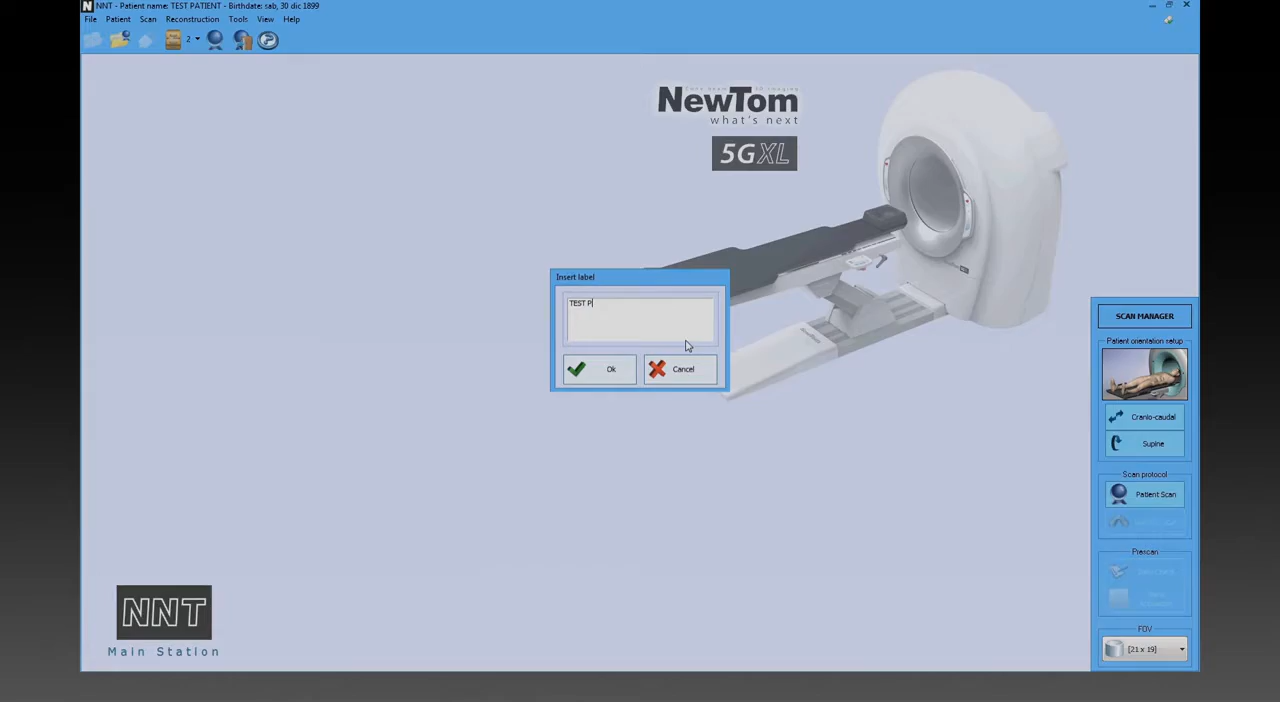 NNT - Patient name: TEST PATIENT - Birthdate: sab, 30 dic 1899
File Patient Scan Reconstruction Tools View Help
2
NewTom
what's next
5GXL
Insert label
TEST P
Ok Cancel
SCAN MANAGER
Patient orientation setup
Cranio-caudal
Supine
Scan protocol
Patient Scan
Prescan
FOV
[21 x 19]
NNT
Main Station